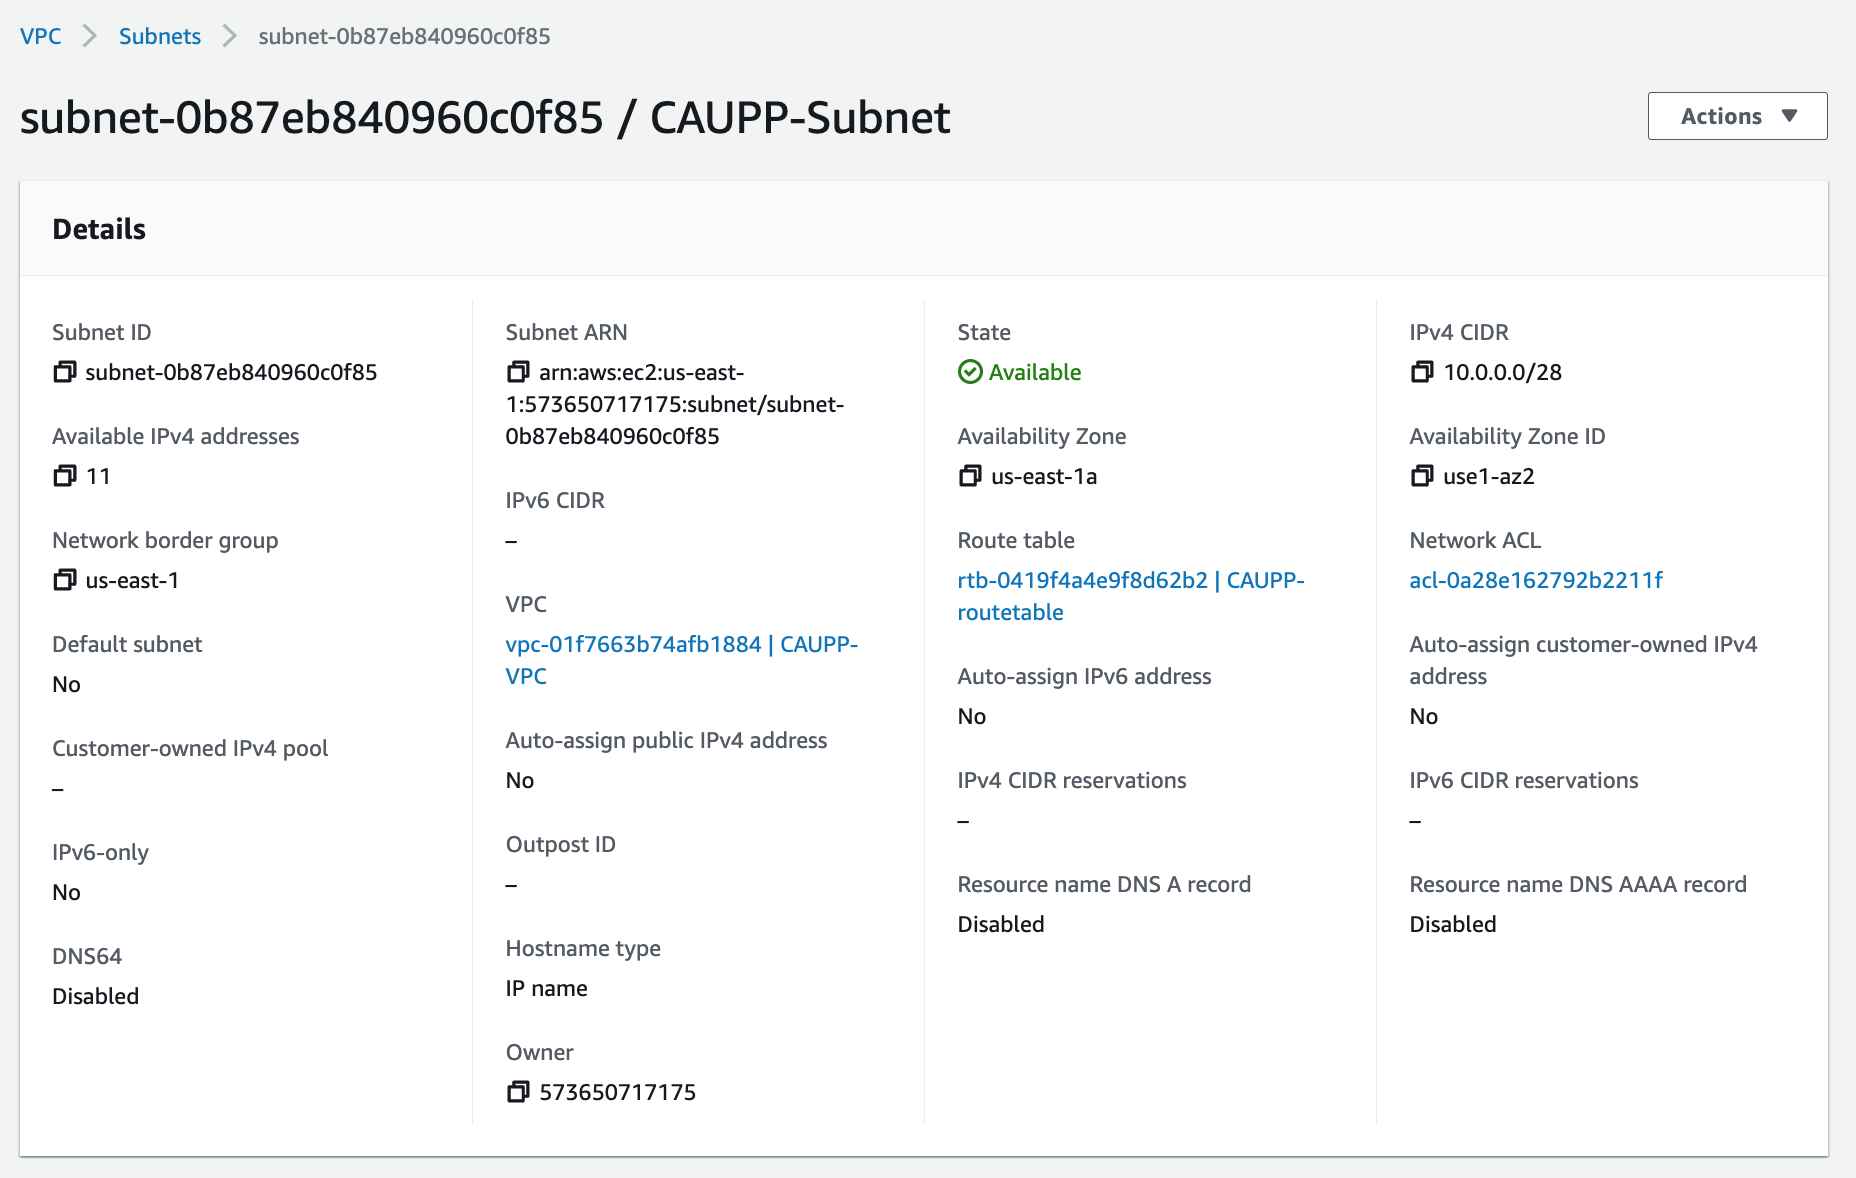 VPC > Subnets > subnet-0b87eb840960c0f85
subnet-0b87eb840960c0f85 / CAUPP-Subnet
Actions
Details
Subnet ID
subnet-0b87eb840960c0f85
Available IPv4 addresses
11
Network border group
us-east-1
Default subnet
No
Customer-owned IPv4 pool
–
IPv6-only
No
DNS64
Disabled
Subnet ARN
arn:aws:ec2:us-east-
1:573650717175:subnet/subnet-
0b87eb840960c0f85
IPv6 CIDR
–
VPC
vpc-01f7663b74afb1884 | CAUPP-
VPC
Auto-assign public IPv4 address
No
Outpost ID
–
Hostname type
IP name
Owner
573650717175
State
Available
Availability Zone
us-east-1a
Route table
rtb-0419f4a4e9f8d62b2 | CAUPP-
routetable
Auto-assign IPv6 address
No
IPv4 CIDR reservations
–
Resource name DNS A record
Disabled
IPv4 CIDR
10.0.0.0/28
Availability Zone ID
use1-az2
Network ACL
acl-0a28e162792b2211f
Auto-assign customer-owned IPv4
address
No
IPv6 CIDR reservations
–
Resource name DNS AAAA record
Disabled